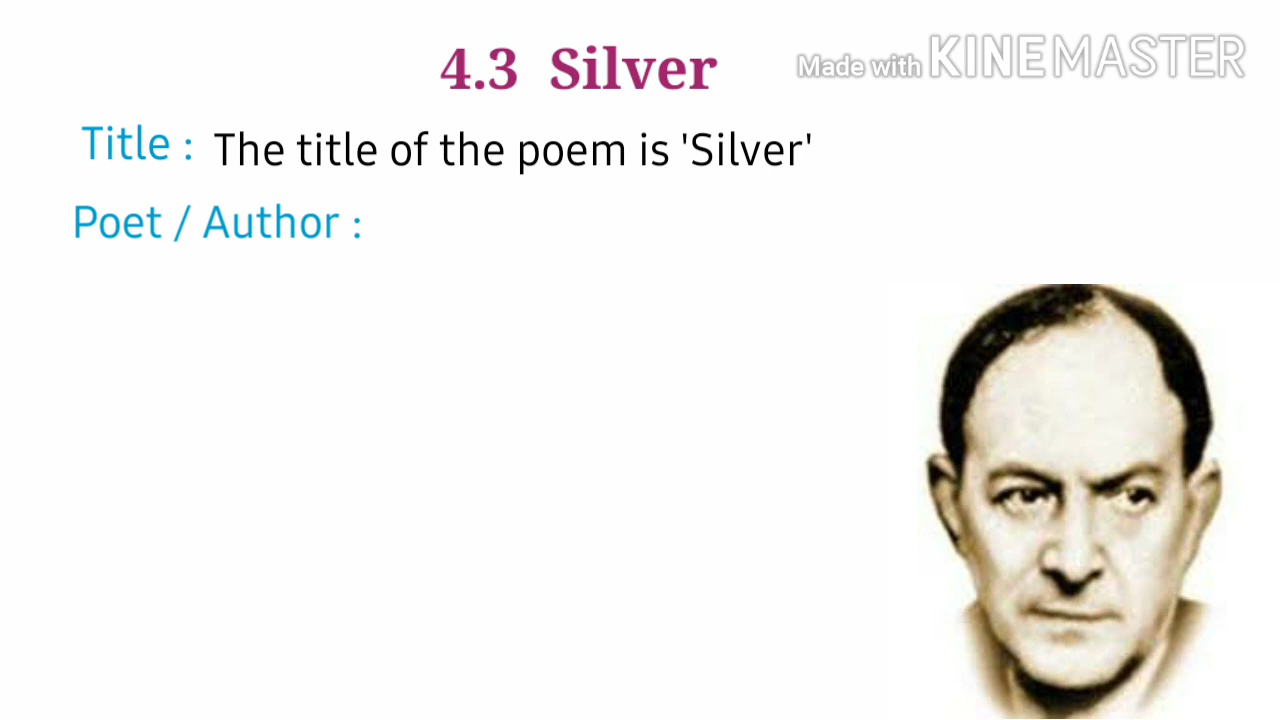 4.3 Silver
Made with KINEMASTER
Title : The title of the poem is 'Silver'
Poet / Author :